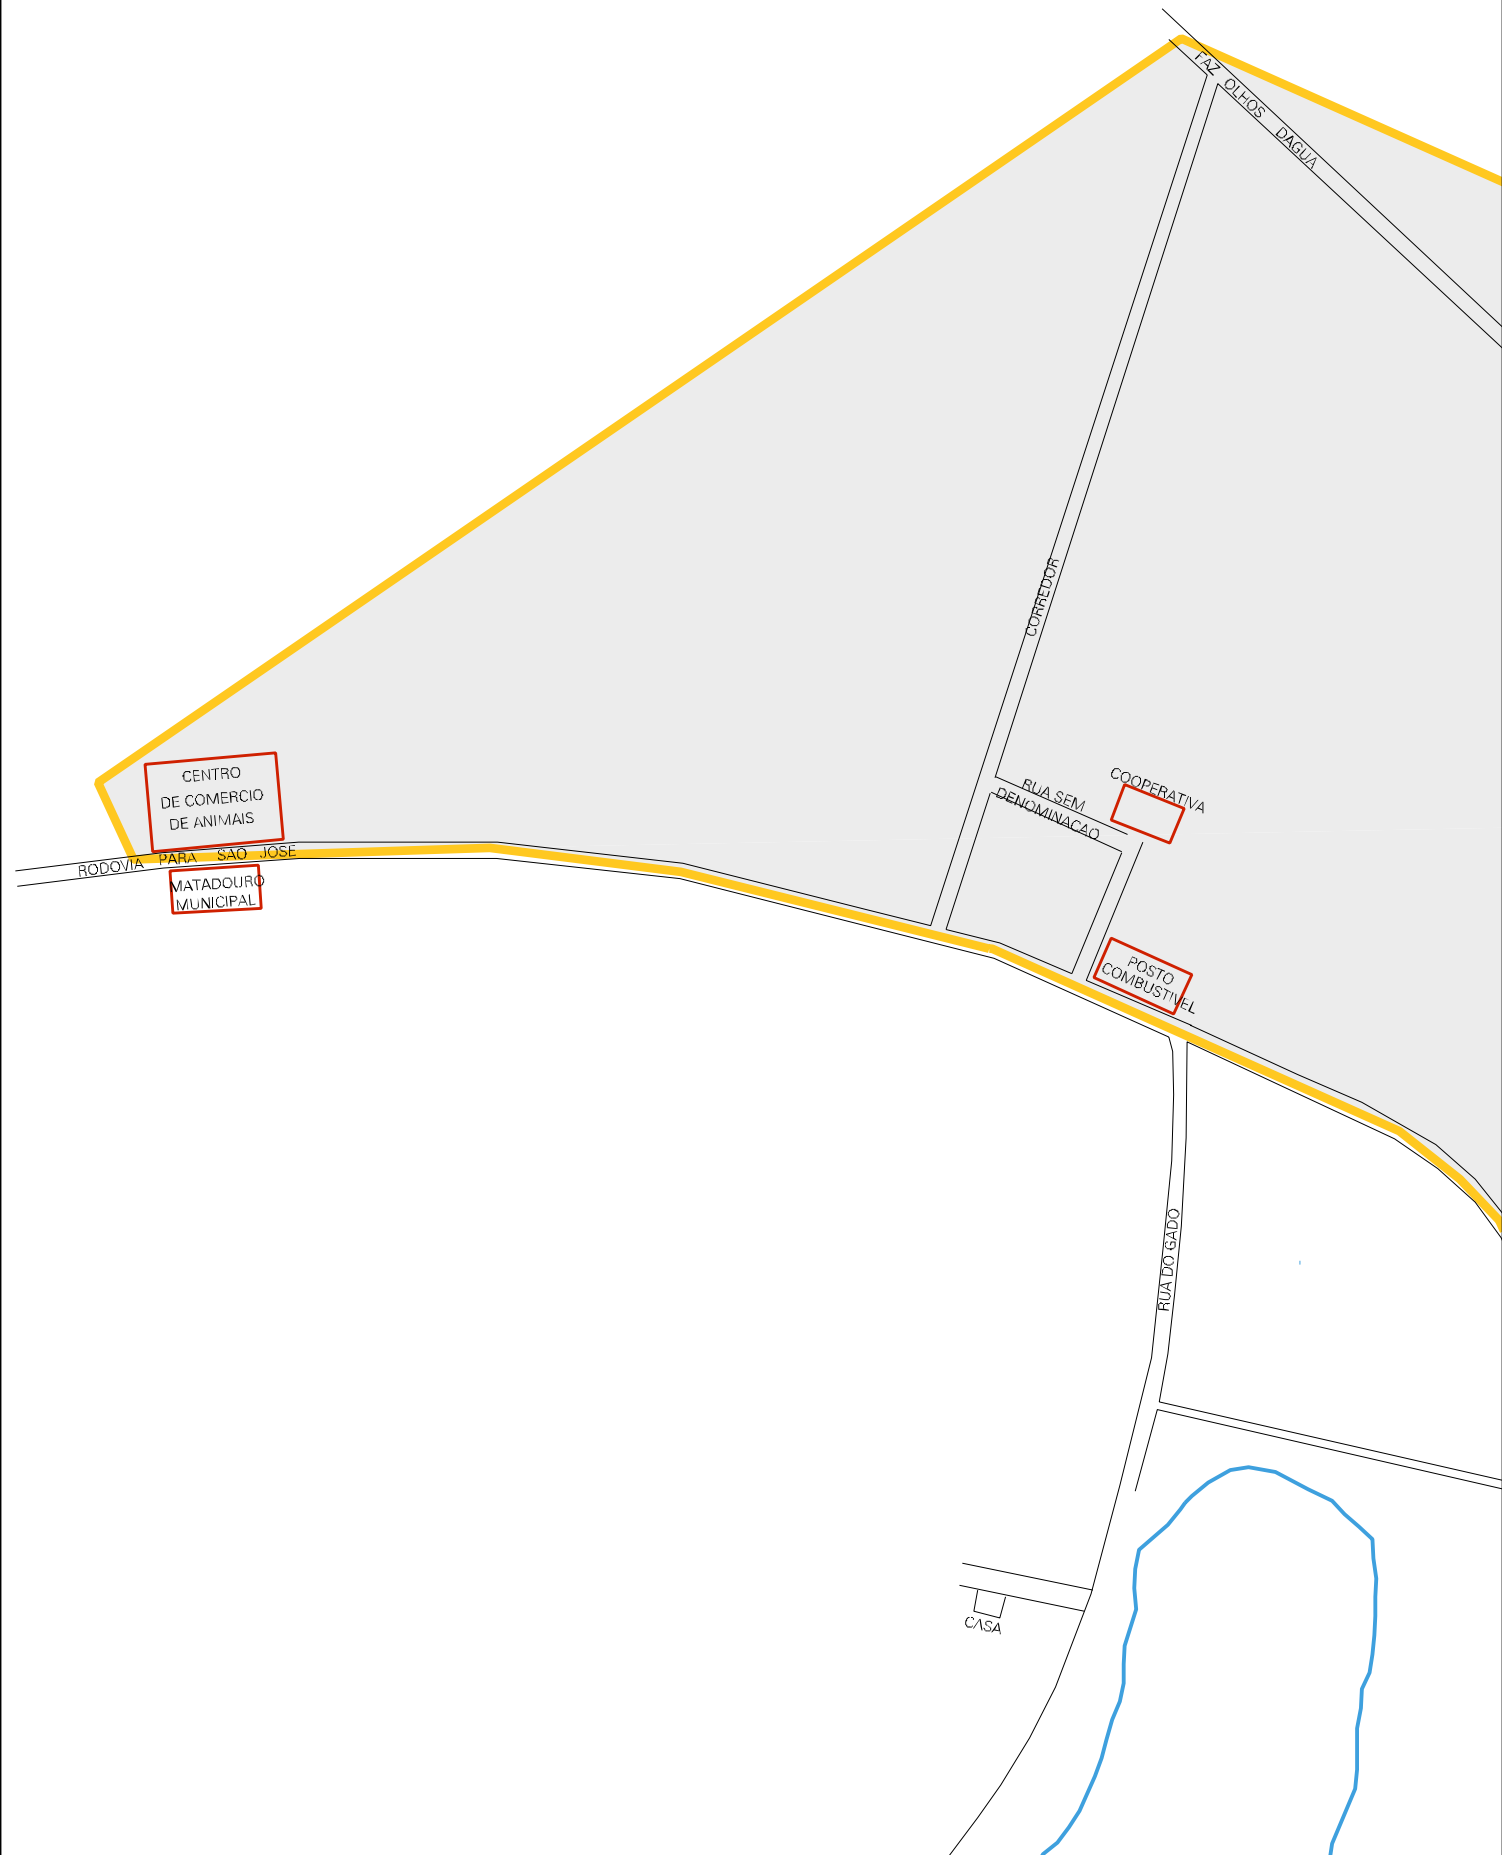 FAZ OLHOS DAGUA
CORREDOR
CENTRO
DE COMERCIO
DE ANIMAIS
COOPERATIVA
RUA SEM
DENOMINACAO
RODOVIA PARA SAO JOSE
MATADOURO
MUNICIPAL
POSTO
COMBUSTIVEL
RUA DO GADO
CASA